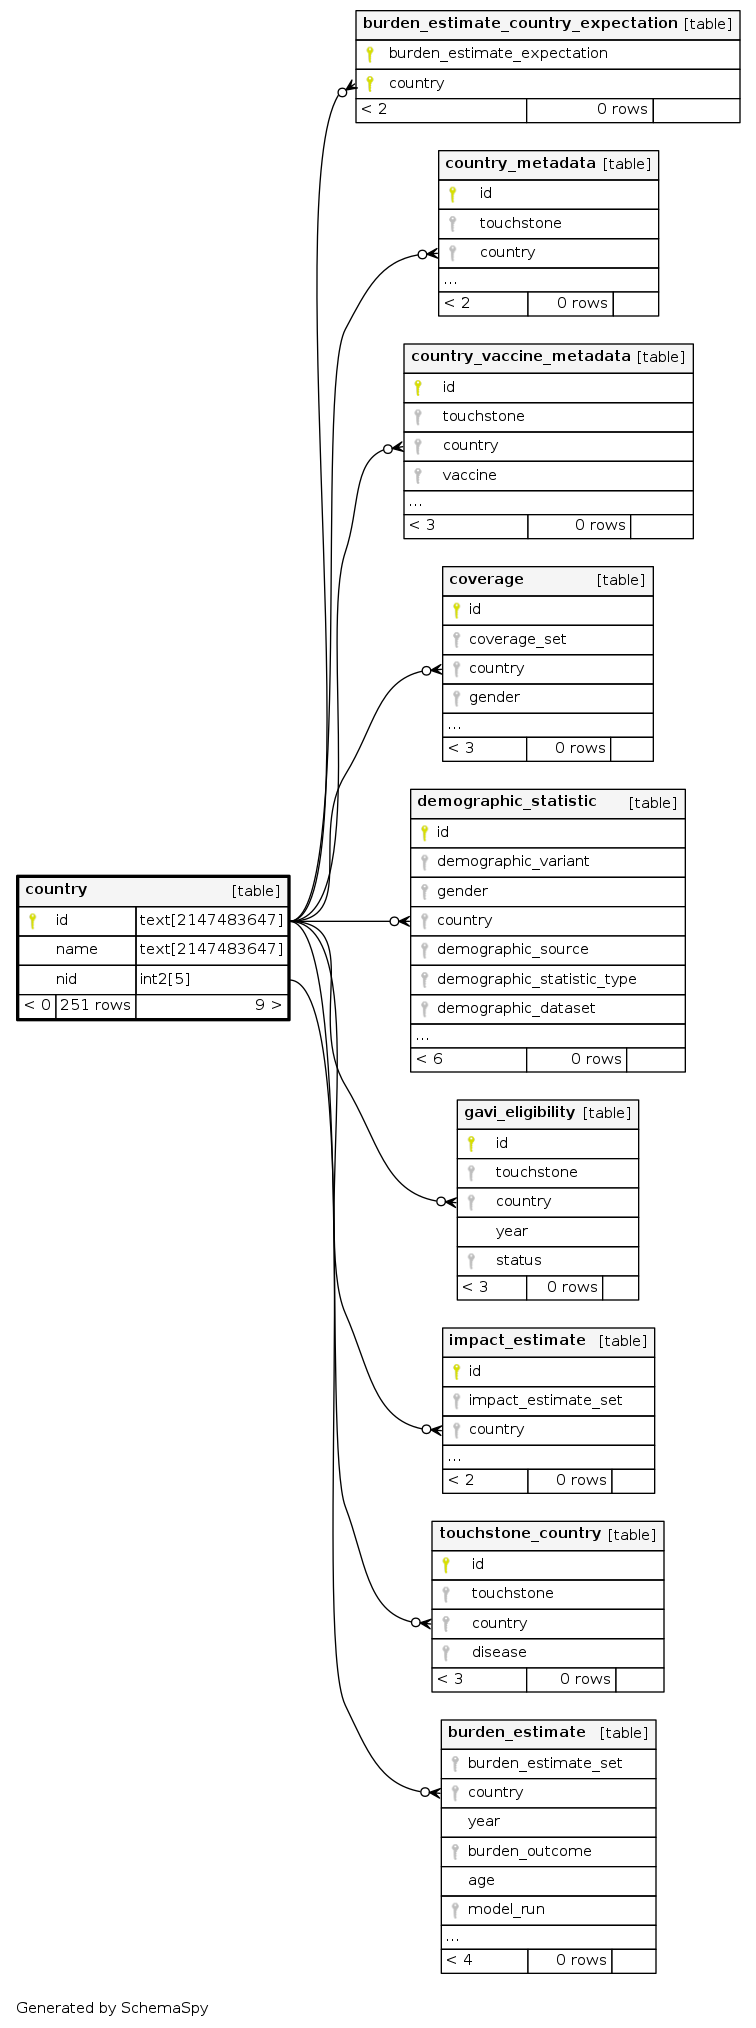 burden_estimate_country_expectation [table]
burden_estimate_expectation
country
< 2 0 rows
country_metadata [table]
id
touchstone
country
...
< 2 0 rows
country_vaccine_metadata [table]
id
touchstone
country
vaccine
...
< 3 0 rows
coverage [table]
id
coverage_set
country
gender
...
< 3 0 rows
demographic_statistic [table]
id
demographic_variant
gender
country
demographic_source
demographic_statistic_type
demographic_dataset
...
< 6 0 rows
country [table]
id text[2147483647]
name text[2147483647]
nid int2[5]
< 0 251 rows 9 >
gavi_eligibility [table]
id
touchstone
country
year
status
< 3 0 rows
impact_estimate [table]
id
impact_estimate_set
country
...
< 2 0 rows
touchstone_country [table]
id
touchstone
country
disease
< 3 0 rows
burden_estimate [table]
burden_estimate_set
country
year
burden_outcome
age
model_run
...
< 4 0 rows
Generated by SchemaSpy